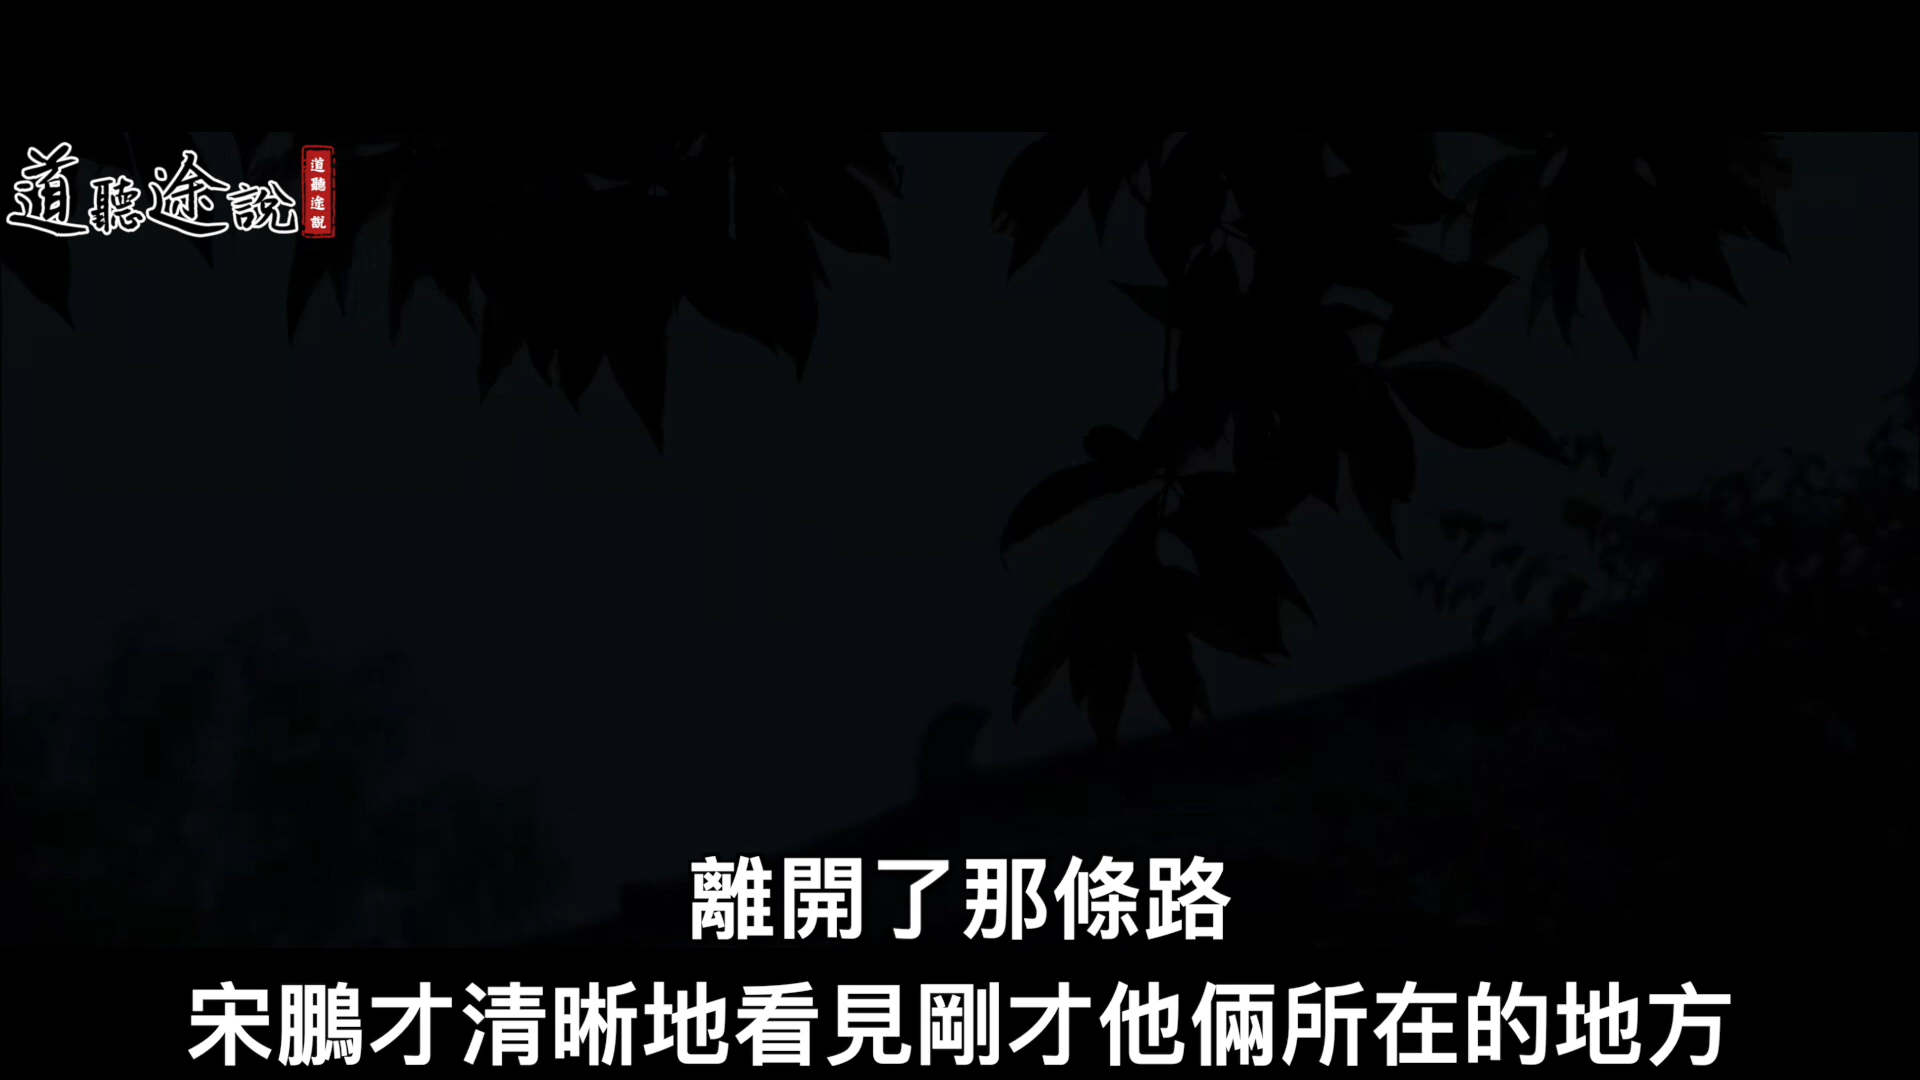 道聽途說
道聽途說
離開了那條路
宋鵬才清晰地看見剛才他倆所在的地方